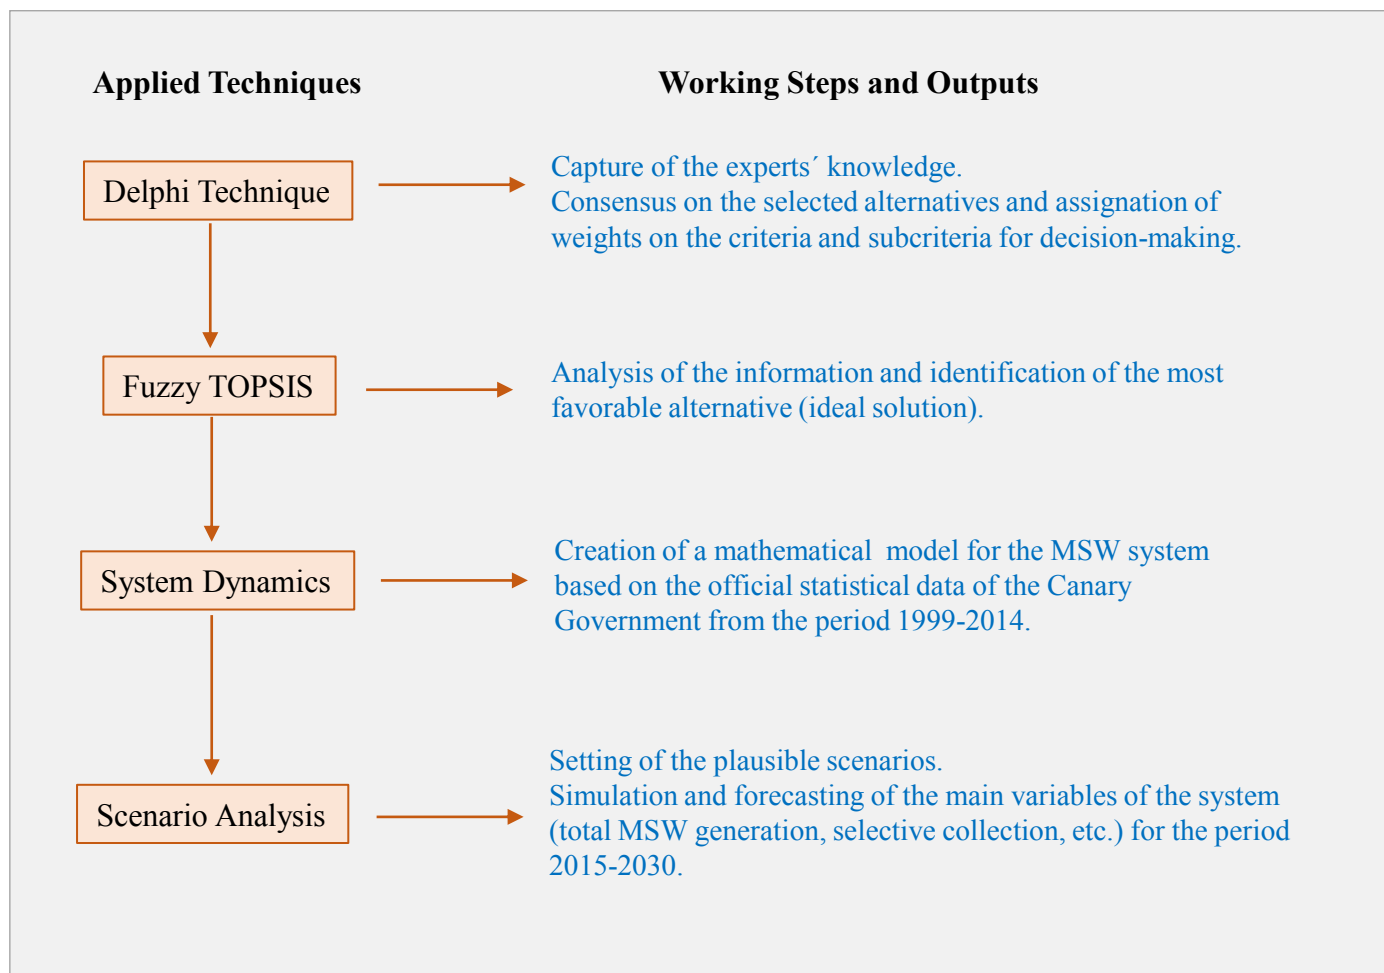 Applied Techniques
Working Steps and Outputs
Delphi Technique
Capture of the experts´ knowledge.
Consensus on the selected alternatives and assignation of
weights on the criteria and subcriteria for decision-making.
Fuzzy TOPSIS
Analysis of the information and identification of the most
favorable alternative (ideal solution).
System Dynamics
Creation of a mathematical  model for the MSW system
based on the official statistical data of the Canary
Government from the period 1999-2014.
Scenario Analysis
Setting of the plausible scenarios.
Simulation and forecasting of the main variables of the system
(total MSW generation, selective collection, etc.) for the period
2015-2030.